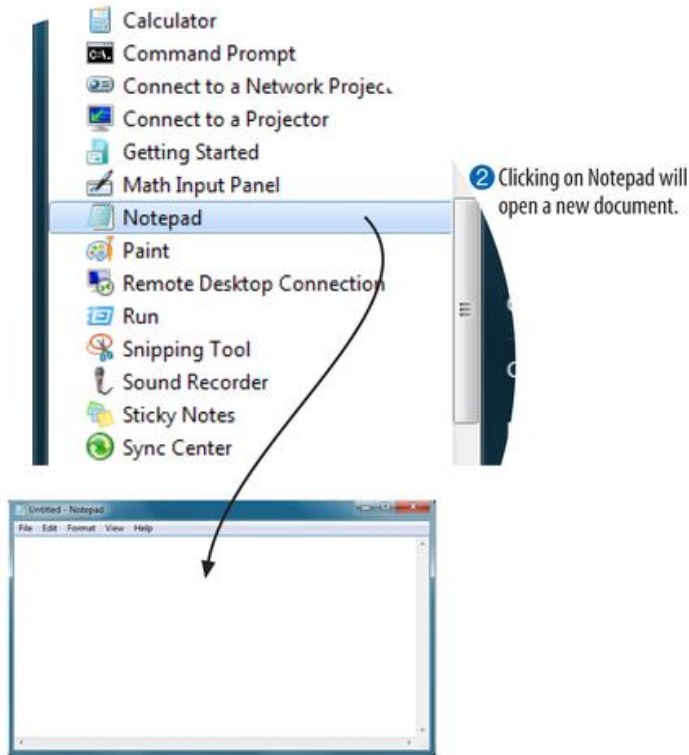 Calculator
Command Prompt
Connect to a Network Projec
Connect to a Projector
Getting Started
Math Input Panel
2 Clicking on Notepad will
open a new document.
Notepad
Paint
Remote Desktop Connection
Run
Snipping Tool
Sound Recorder
Sticky Notes
Sync Center
Untitled - Notepad
File Edit Format View Help